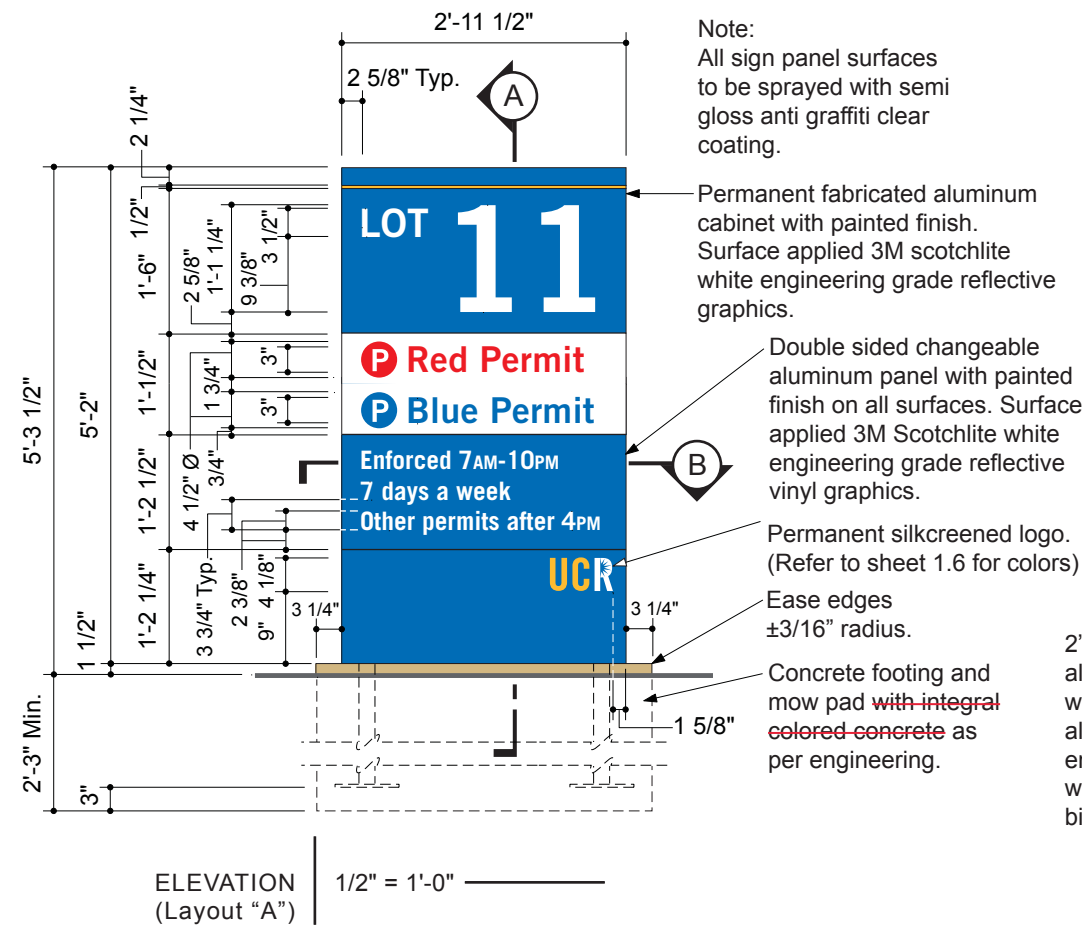 2'-11 1/2"
2 5/8" Typ.
A
Note:
All sign panel surfaces
to be sprayed with semi
gloss anti graffiti clear
coating.
Permanent fabricated aluminum
cabinet with painted finish.
Surface applied 3M scotchlite
white engineering grade reflective
graphics.
Double sided changeable
aluminum panel with painted
finish on all surfaces. Surface
applied 3M Scotchlite white
engineering grade reflective
vinyl graphics.
Permanent silkscreened logo.
(Refer to sheet 1.6 for colors)
Ease edges
±3/16” radius.
Concrete footing and
mow pad with integral
colored concrete as
per engineering.
2’
al
w
al
en
w
bi
LOT 11
P Red Permit
P Blue Permit
Enforced 7AM-10PM
7 days a week
Other permits after 4PM
UCR
B
5'-3 1/2"
5'-2"
2 1/4"
1/2"
1'-6"
1'-1/2"
1'-2 1/2"
1'-2 1/4"
1 1/2"
2 5/8"
1'-1 1/4"
3 1/2"
9 3/8"
3"
1 3/4"
3"
4 1/2" Ø
3/4"
3 3/4" Typ.
2 3/8"
4 1/8"
9"
3 1/4"
3 1/4"
1 5/8"
2'-3" Min.
3"
ELEVATION
(Layout “A”)
1/2" = 1'-0"